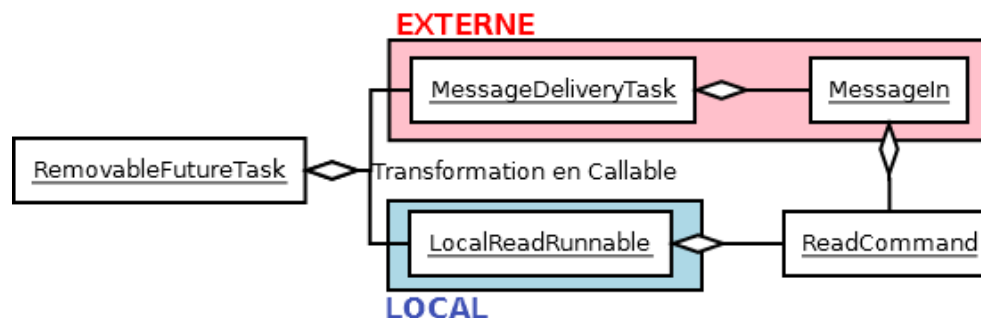 EXTERNE
MessageDeliveryTask
MessageIn
RemovableFutureTask
Transformation en Callable
LocalReadRunnable
ReadCommand
LOCAL